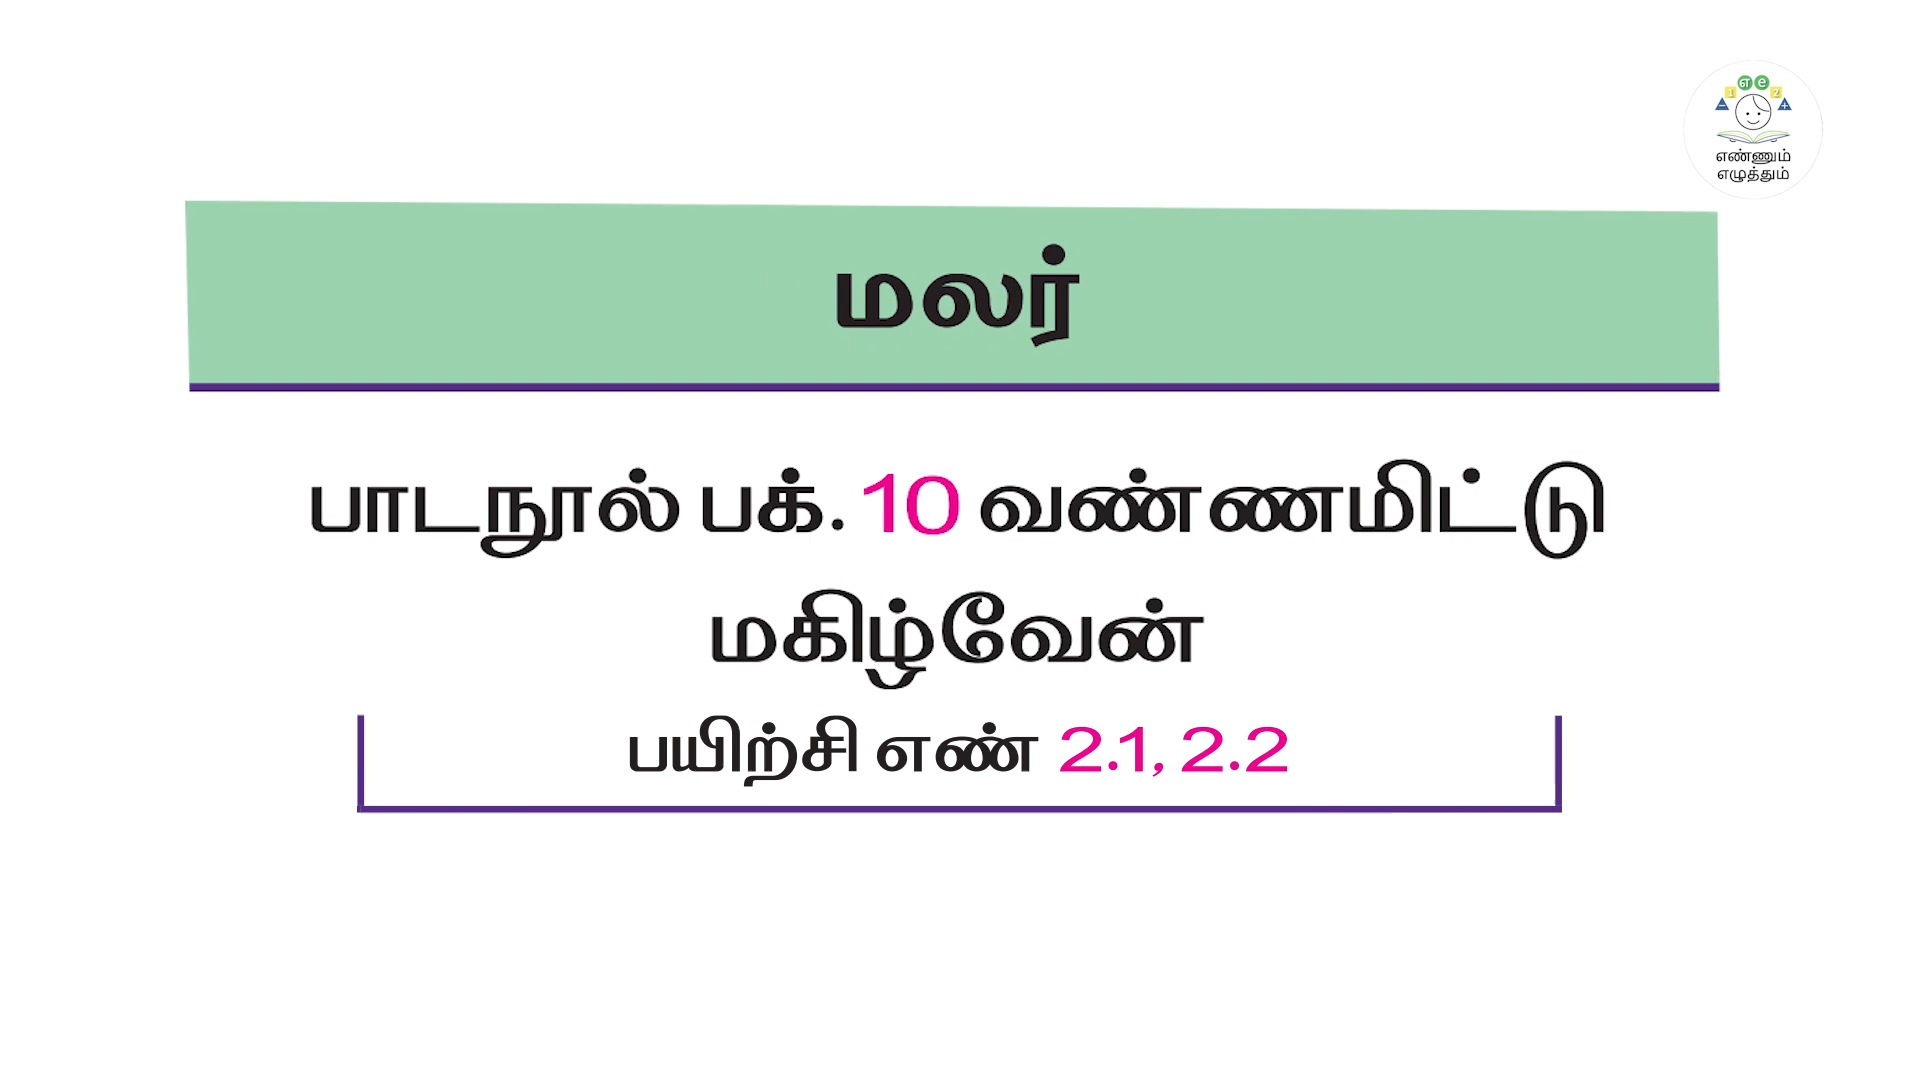 எண்ணும்
எழுத்தும்
மலர்
பாடநூல் பக். 10 வண்ணமிட்டு
மகிழ்வேன்
பயிற்சி எண் 2.1, 2.2